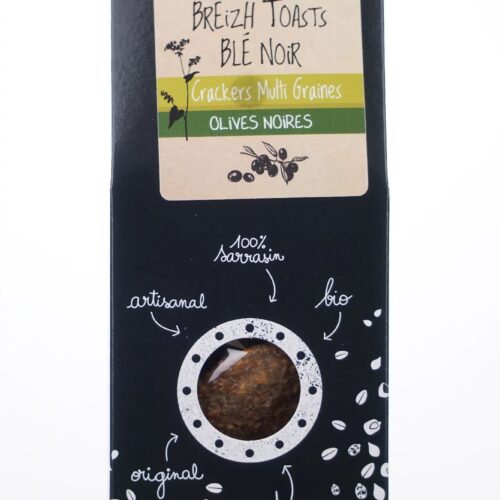 BREIZH TOASTS
BLÉ NOIR
Crackers Multi Graines
OLIVES NOIRES
100%
sarrasin
artisanal
bio
original